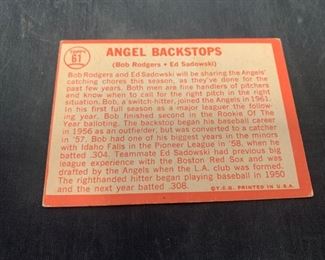 TOPPS
61
ANGEL BACKSTOPS
(Bob Rodgers • Ed Sadowski)
Bob Rodgers and Ed Sadowski will be sharing the Angels'
catching chores this season, as they've been doing for the
past few years. Both men are fine handlers of pitchers
and know when to call for the right pitch in the right
situation. Bob, a switch-hitter, joined the Angels in 1961.
In his first full season as a major leaguer the follow-
ing year, Bob finished second in the Rookie Of The
Year balloting. The backstop began his baseball career
in 1956 as an outfielder, but was converted to a catcher
in '57. Bob had one of his biggest years in the minors
with Idaho Falls in the Pioneer League in '58, when he
batted .304. Teammate Ed Sadowski had previous big
league experience with the Boston Red Sox and was
drafted by the Angels when the L.A. club was formed.
The righthanded hitter began playing baseball in 1950
and the next year batted .308.
©T.C.G. PRINTED IN U.S.A.